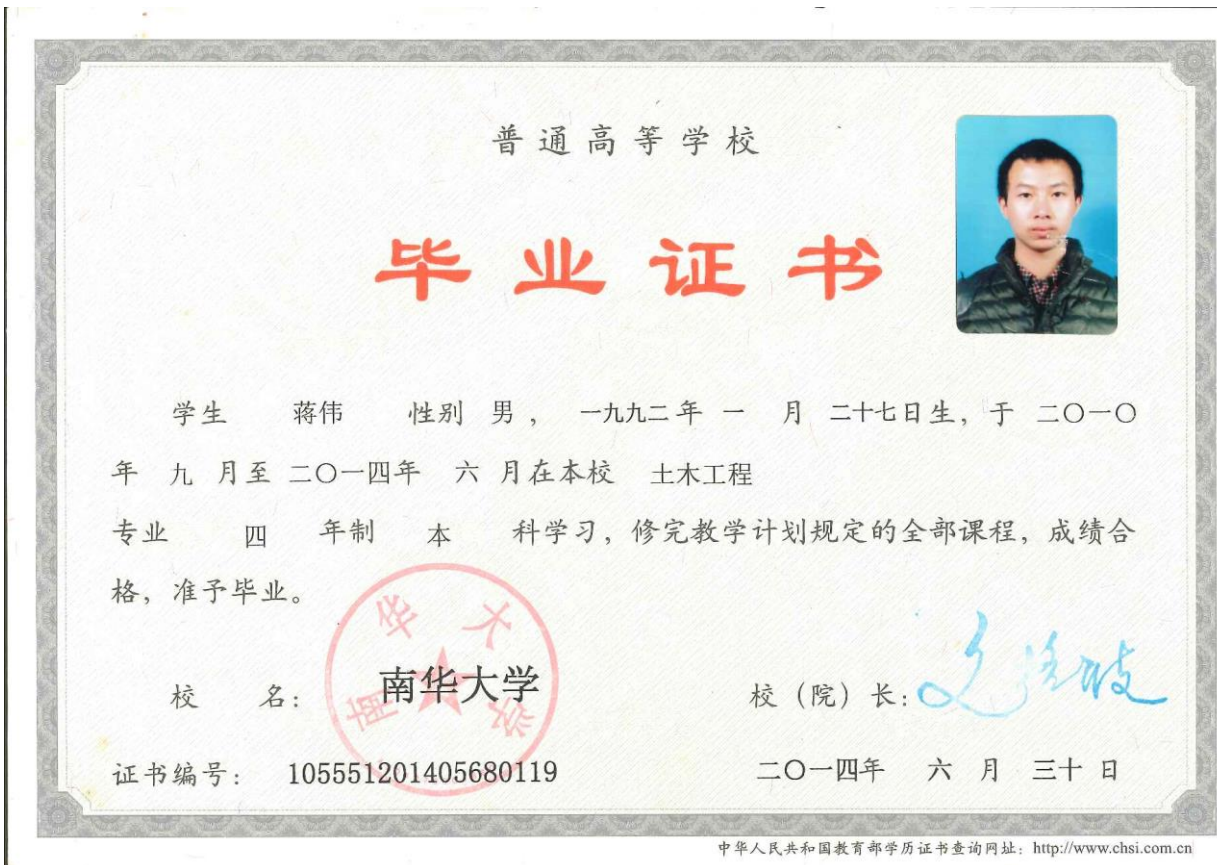 普通高等学校
毕业证书
学生 蒋伟 性别 男， 一九九二年 一 月 二十七日生，于 二〇一〇
年 九 月至 二〇一四年 六 月在本校 土木工程
专业 四 年制 本 科学习，修完教学计划规定的全部课程，成绩合
格，准予毕业。
南华大学
校 名： 南华大学 校（院）长：
证书编号： 105551201405680119 二〇一四年 六 月 三十 日
中华人民共和国教育部学历证书查询网址：http://www.chsi.com.cn